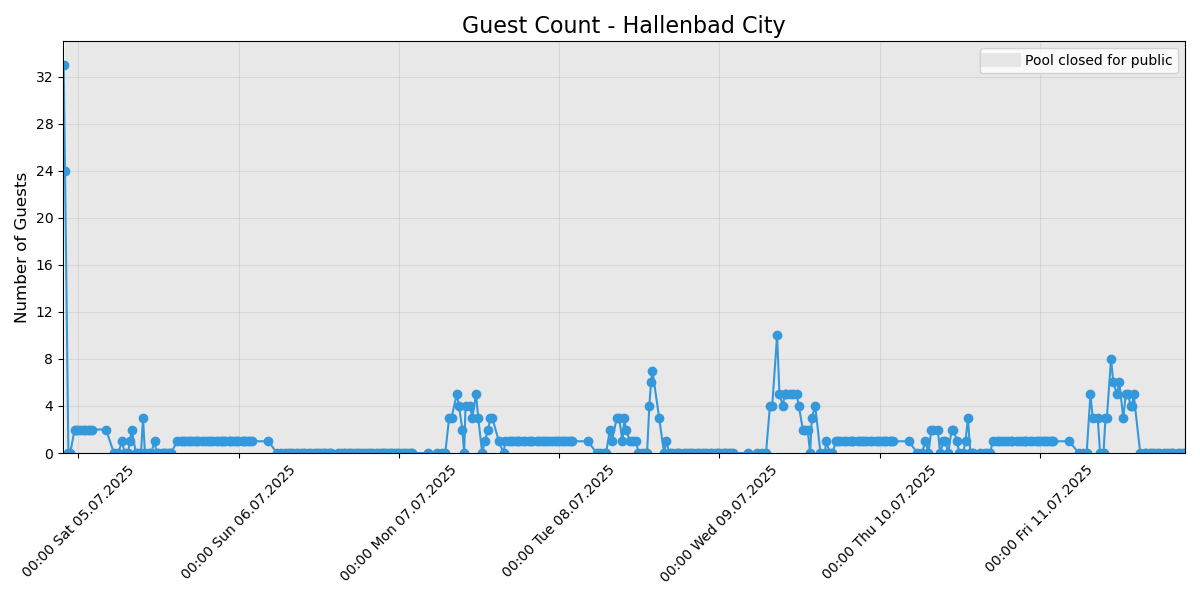 Guest Count - Hallenbad City
Pool closed for public
Number of Guests
32
28
24
20
16
12
8
4
0
00:00 Sat 05.07.2025
00:00 Sun 06.07.2025
00:00 Mon 07.07.2025
00:00 Tue 08.07.2025
00:00 Wed 09.07.2025
00:00 Thu 10.07.2025
00:00 Fri 11.07.2025